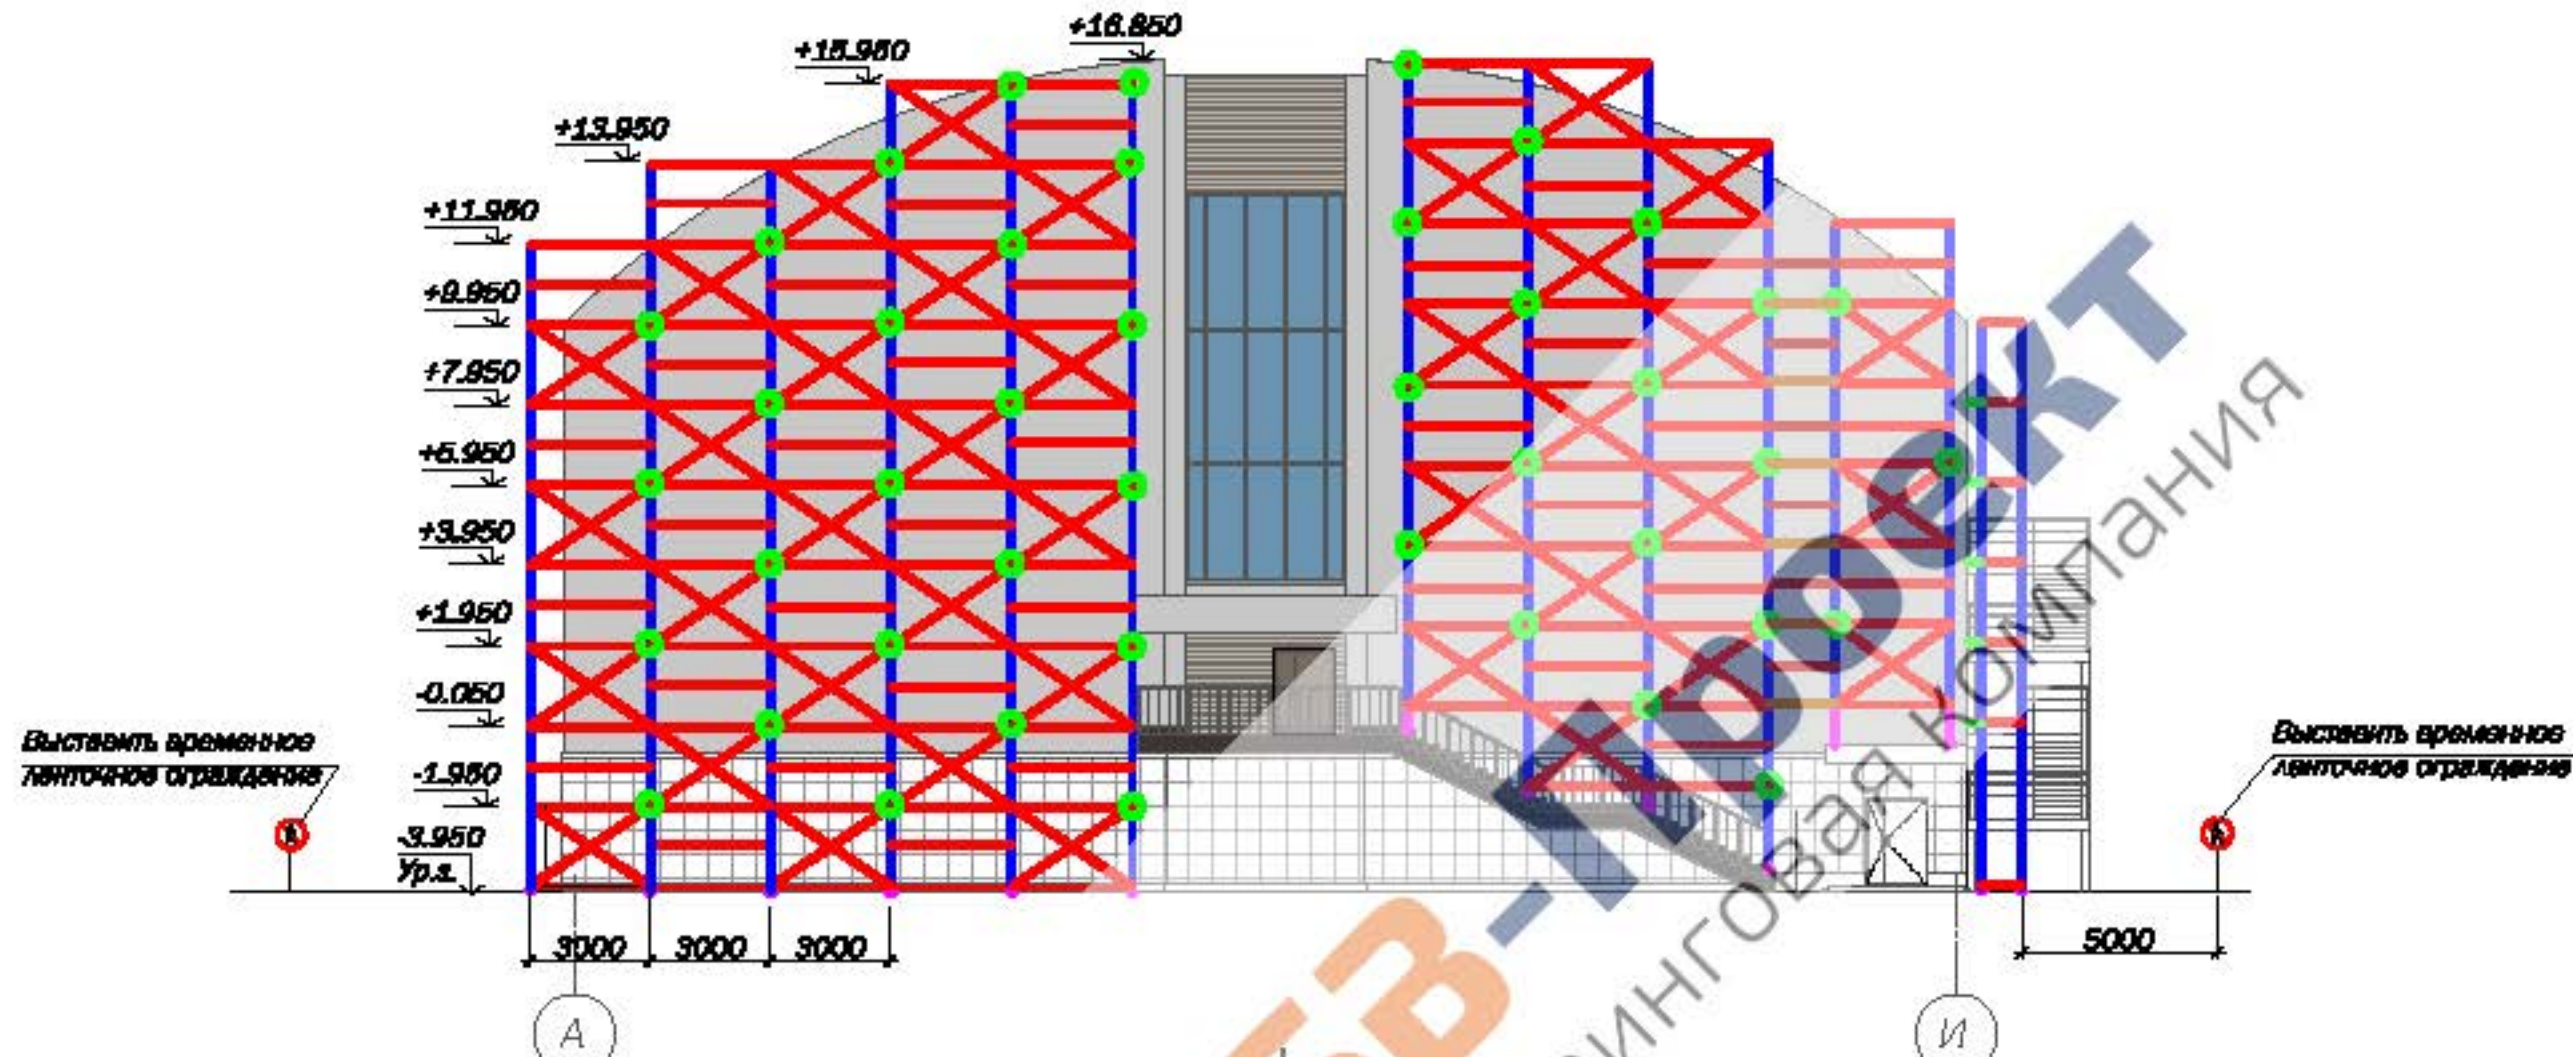 +16.850
+15.950
+13.950
+11.950
+9.950
+7.950
+5.950
+3.950
+1.950
-0.050
-1.950
-3.950
Ур.з.
Выставить временное
ленточное ограждение
Выставить временное
ленточное ограждение
3000 3000 3000
5000
А
И
-Проект
компания